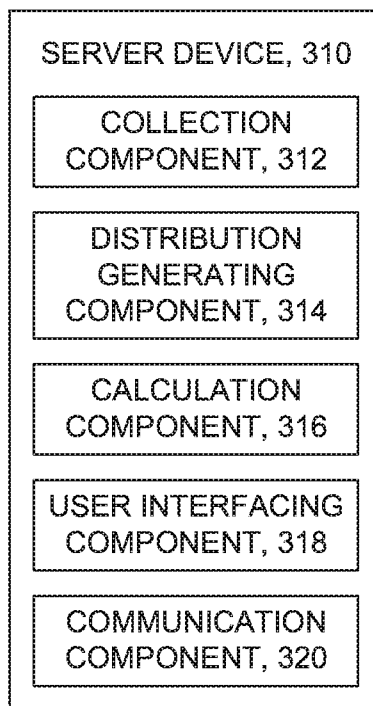 SERVER DEVICE, 310
COLLECTION
COMPONENT, 312
DISTRIBUTION
GENERATING
COMPONENT, 314
CALCULATION
COMPONENT, 316
USER INTERFACING
COMPONENT, 318
COMMUNICATION
COMPONENT, 320